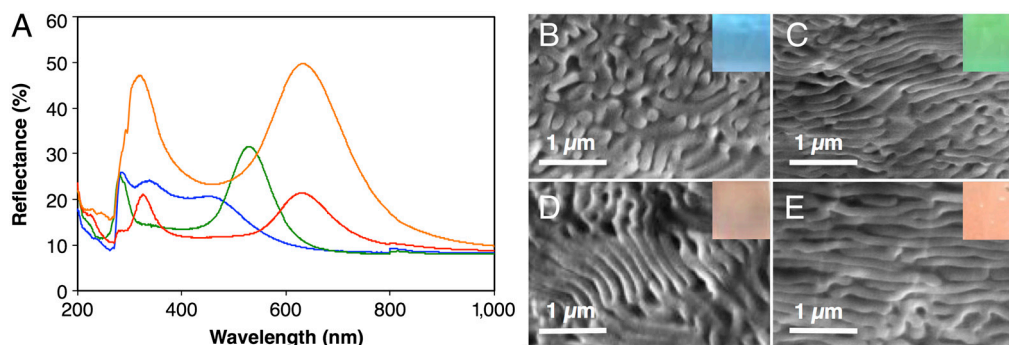 A
60
50
40
30
20
10
0
Reflectance (%)
200
400
600
800
1,000
Wavelength (nm)
B
1 µm
C
1 µm
D
1 µm
E
1 µm